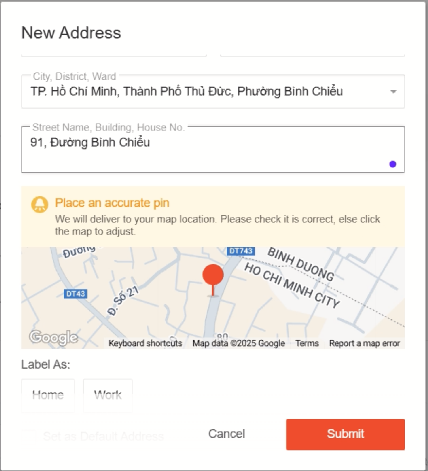 New Address
City, District, Ward
TP. Hồ Chí Minh, Thành Phố Thủ Đức, Phường Bình Chiểu
Street Name, Building, House No.
91, Đường Bình Chiểu
Place an accurate pin
We will deliver to your map location. Please check it is correct, else click
the map to adjust.
Đường
DT743
BINH DUONG
HO CHI MINH CITY
DT43
Đ. Số 21
80
Google
Keyboard shortcuts
Map data ©2025 Google
Terms
Report a map error
Label As:
Home
Work
Set as Default Address
Cancel
Submit